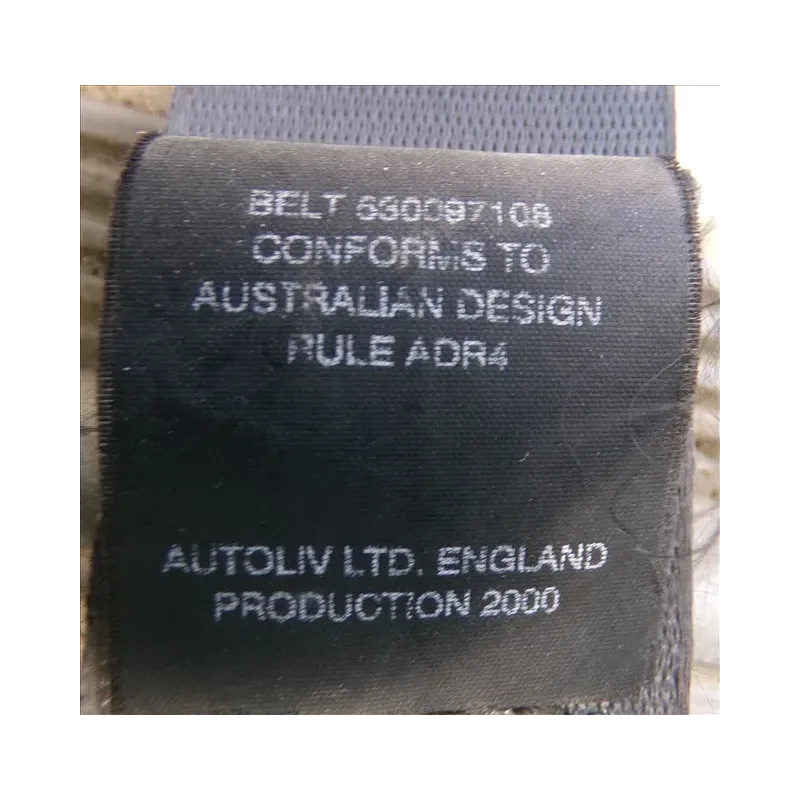 BELT 630097108
CONFORMS TO
AUSTRALIAN DESIGN
RULE ADR4
AUTOLIV LTD. ENGLAND
PRODUCTION 2000